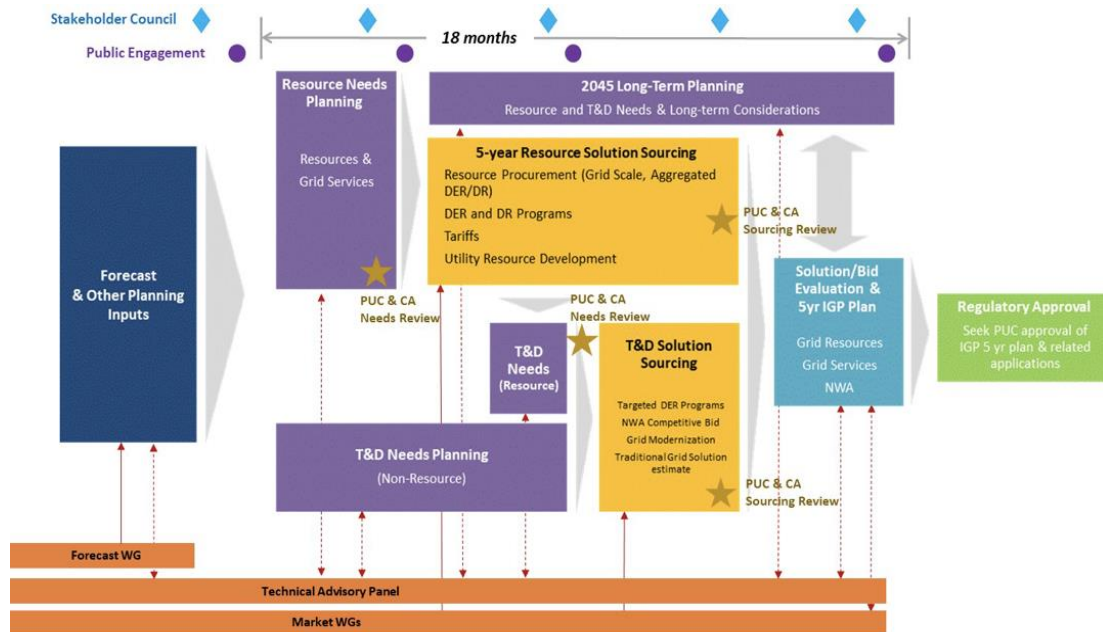 Stakeholder Council
18 months
Public Engagement
Resource Needs
Planning
Resources &
Grid Services
PUC & CA
Needs Review
2045 Long-Term Planning
Resource and T&D Needs & Long-term Considerations
5-year Resource Solution Sourcing
Resource Procurement (Grid Scale, Aggregated
DER/DR)
DER and DR Programs
Tariffs
Utility Resource Development
PUC & CA
Sourcing Review
Forecast
& Other Planning
Inputs
PUC & CA
Needs Review
T&D
Needs
(Resource)
T&D Solution
Sourcing
Targeted DER Programs
NWA Competitive Bid
Grid Modernization
Traditional Grid Solution
estimate
PUC & CA
Sourcing Review
T&D Needs Planning
(Non-Resource)
Solution/Bid
Evaluation &
5yr IGP Plan
Grid Resources
Grid Services
NWA
Regulatory Approval
Seek PUC approval of
IGP 5 yr plan & related
applications
Forecast WG
Technical Advisory Panel
Market WGs